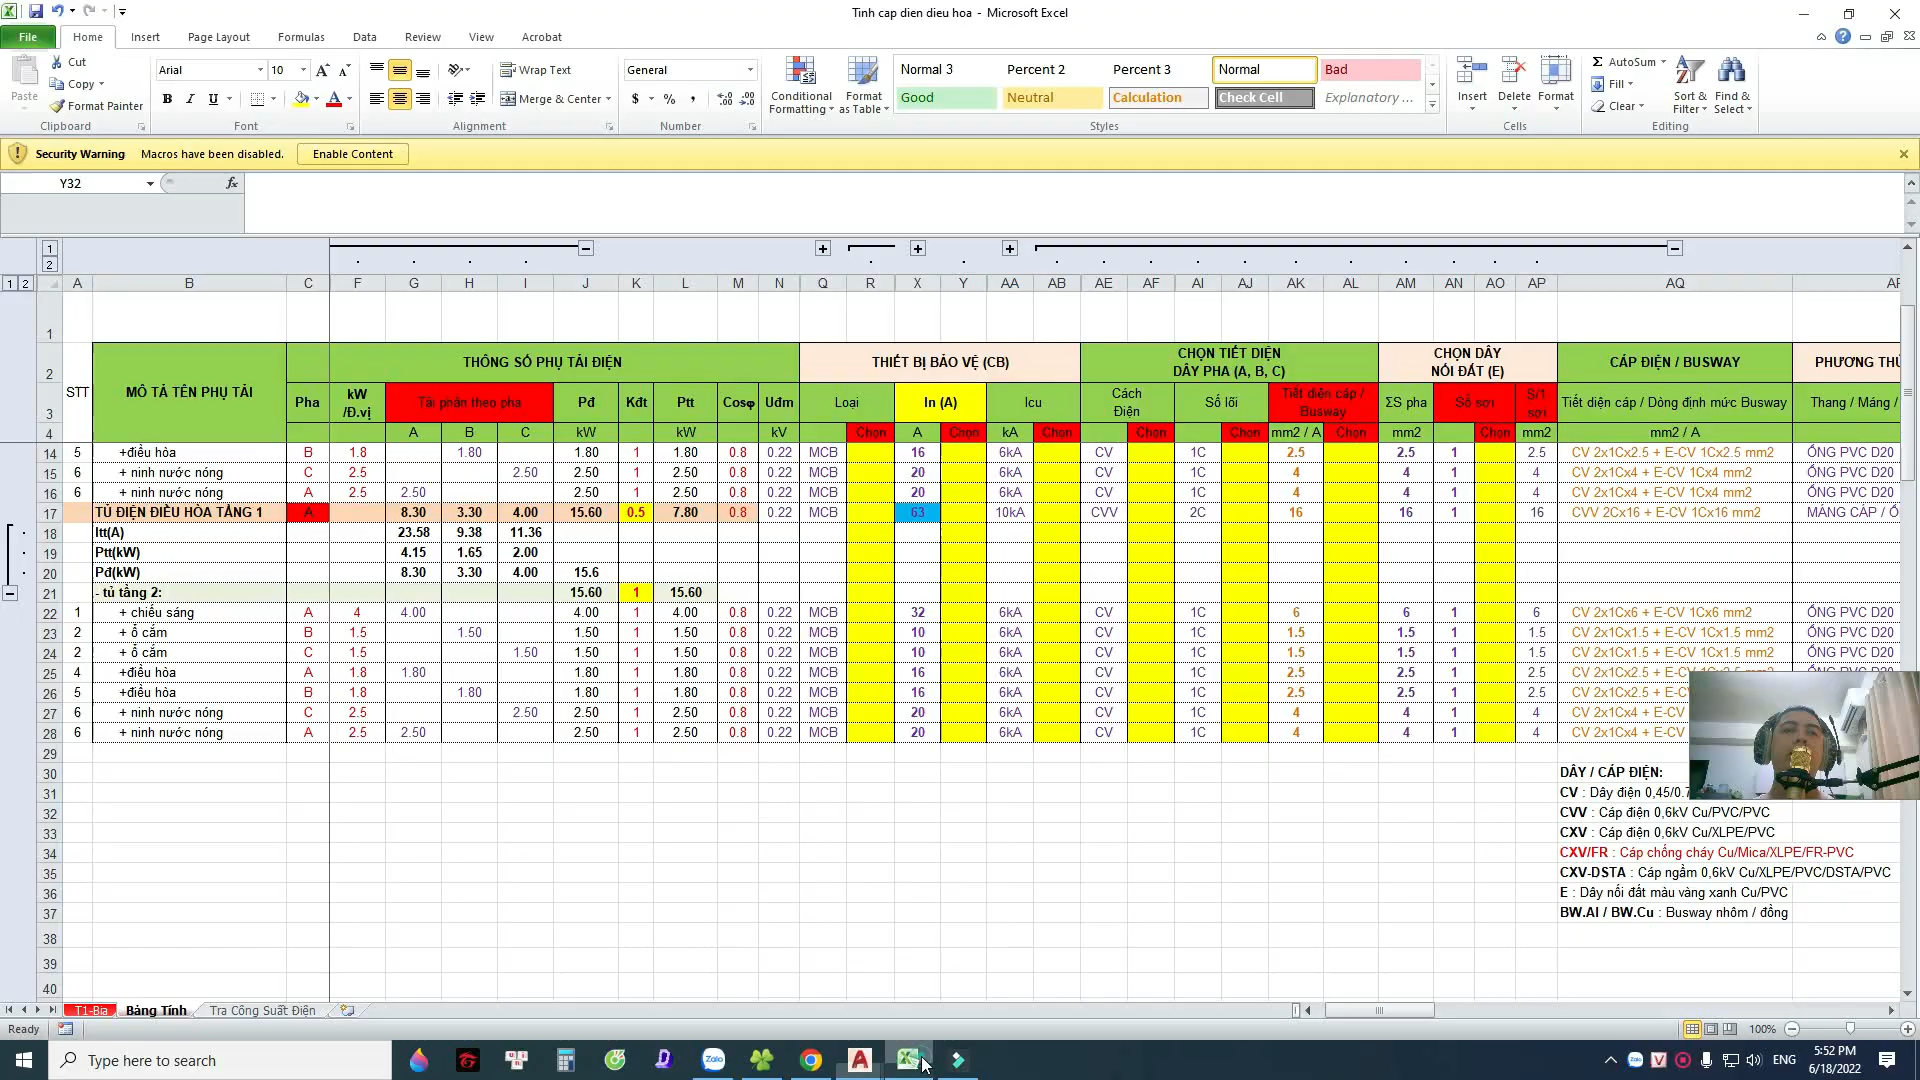 Tinh cap dien dieu hoa - Microsoft Excel
File Home Insert Page Layout Formulas Data Review View Acrobat
Paste Cut Copy Format Painter
Arial 10 B I U
Wrap Text Merge & Center
General $ % ,
Conditional Formatting Format as Table
Normal 3 Percent 2 Percent 3 Normal Bad
Good Neutral Calculation Check Cell Explanatory ...
Insert Delete Format
AutoSum Fill Clear Sort & Filter Find & Select
Clipboard Font Alignment Number Styles Cells Editing
Security Warning Macros have been disabled. Enable Content
Y32 fx
1
2
1 2 A B C F G H I J K L M N Q R X Y AA AB AE AF AI AJ AK AL AM AN AO AP AQ
1
2 STT MÔ TẢ TÊN PHỤ TẢI THÔNG SỐ PHỤ TẢI ĐIỆN THIẾT BỊ BẢO VỆ (CB) CHỌN TIẾT DIỆN DÂY PHA (A, B, C) CHỌN DÂY NỐI ĐẤT (E) CÁP ĐIỆN / BUSWAY PHƯƠNG THỨ
3 Pha kW /Đ.vị Tải phân theo pha Pđ Kđt Ptt Cosφ Uđm Loại In (A) Icu Cách Điện Số lõi Tiết diện cáp / Busway ΣS pha Số sợi S/1 sợi Tiết diện cáp / Dòng định mức Busway Thang / Máng /
4 A B C kW kW kV Chọn A Chọn kA Chọn Chọn Chọn mm2 / A Chọn mm2 Chọn mm2 mm2 / A
14 5 +điều hòa B 1.8 1.80 1.80 1 1.80 0.8 0.22 MCB 16 6kA CV 1C 2.5 2.5 1 2.5 CV 2x1Cx2.5 + E-CV 1Cx2.5 mm2 ỐNG PVC D20
15 6 + ninh nước nóng C 2.5 2.50 2.50 1 2.50 0.8 0.22 MCB 20 6kA CV 1C 4 4 1 4 CV 2x1Cx4 + E-CV 1Cx4 mm2 ỐNG PVC D20
16 6 + ninh nước nóng A 2.5 2.50 2.50 1 2.50 0.8 0.22 MCB 20 6kA CV 1C 4 4 1 4 CV 2x1Cx4 + E-CV 1Cx4 mm2 ỐNG PVC D20
17 TỦ ĐIỆN ĐIỀU HÒA TẦNG 1 A 8.30 3.30 4.00 15.60 0.5 7.80 0.8 0.22 MCB 63 10kA CVV 2C 16 16 1 16 CVV 2Cx16 + E-CV 1Cx16 mm2 MÁNG CÁP / Ố
18 Itt(A) 23.58 9.38 11.36
19 Ptt(kW) 4.15 1.65 2.00
20 Pđ(kW) 8.30 3.30 4.00 15.6
21 - tủ tầng 2: 15.60 1 15.60
22 1 + chiếu sáng A 4 4.00 4.00 1 4.00 0.8 0.22 MCB 32 6kA CV 1C 6 6 1 6 CV 2x1Cx6 + E-CV 1Cx6 mm2 ỐNG PVC D20
23 2 + ổ cắm B 1.5 1.50 1.50 1 1.50 0.8 0.22 MCB 10 6kA CV 1C 1.5 1.5 1 1.5 CV 2x1Cx1.5 + E-CV 1Cx1.5 mm2 ỐNG PVC D20
24 2 + ổ cắm C 1.5 1.50 1.50 1 1.50 0.8 0.22 MCB 10 6kA CV 1C 1.5 1.5 1 1.5 CV 2x1Cx1.5 + E-CV 1Cx1.5 mm2 ỐNG PVC D20
25 4 +điều hòa A 1.8 1.80 1.80 1 1.80 0.8 0.22 MCB 16 6kA CV 1C 2.5 2.5 1 2.5 CV 2x1Cx2.5 + E-CV
26 5 +điều hòa B 1.8 1.80 1.80 1 1.80 0.8 0.22 MCB 16 6kA CV 1C 2.5 2.5 1 2.5 CV 2x1Cx2.5 + E-CV
27 6 + ninh nước nóng C 2.5 2.50 2.50 1 2.50 0.8 0.22 MCB 20 6kA CV 1C 4 4 1 4 CV 2x1Cx4 + E-CV
28 6 + ninh nước nóng A 2.5 2.50 2.50 1 2.50 0.8 0.22 MCB 20 6kA CV 1C 4 4 1 4 CV 2x1Cx4 + E-CV
29
30 DÂY / CÁP ĐIỆN:
31 CV : Dây điện 0,45/0.7
32 CVV : Cáp điện 0,6kV Cu/PVC/PVC
33 CXV : Cáp điện 0,6kV Cu/XLPE/PVC
34 CXV/FR : Cáp chống cháy Cu/Mica/XLPE/FR-PVC
35 CXV-DSTA : Cáp ngầm 0,6kV Cu/XLPE/PVC/DSTA/PVC
36 E : Dây nối đất màu vàng xanh Cu/PVC
37 BW.Al / BW.Cu : Busway nhôm / đồng
38
39
40
T1-Bia Bảng Tính Tra Công Suất Điện
Ready 100%
Type here to search Zalo ENG 5:52 PM
6/18/2022